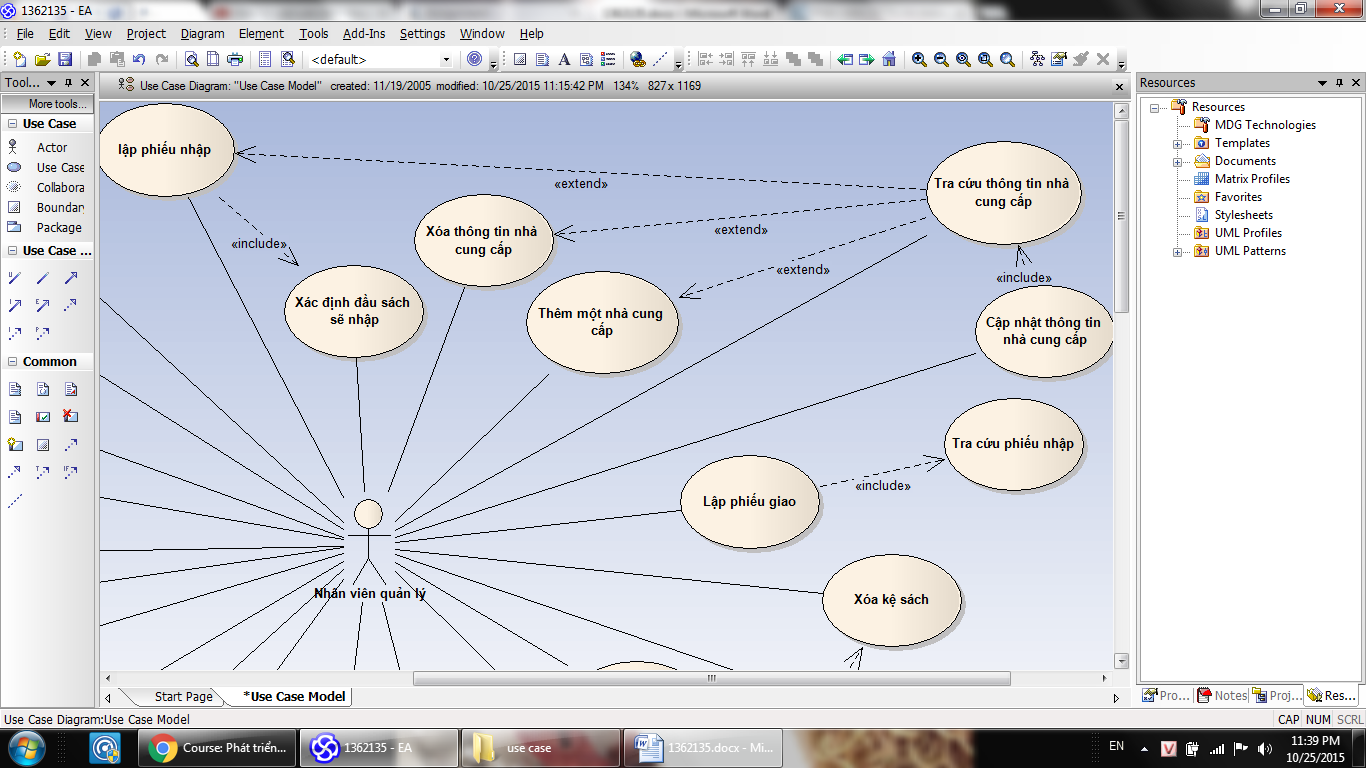 1362135 - EA
File Edit View Project Diagram Element Tools Add-Ins Settings Window Help
<default>
Tool...
More tools...
Use Case
Actor
Use Case
Collabora
Boundar
Package
Use Case ...
Common
Use Case Diagram: "Use Case Model" created: 11/19/2005 modified: 10/25/2015 11:15:42 PM 134% 827 x 1169
lập phiếu nhập
«extend»
Tra cứu thông tin nhà
cung cấp
Xóa thông tin nhà
cung cấp
«extend»
«include»
«extend»
«include»
Xác định đầu sách
sẽ nhập
Thêm một nhà cung
cấp
Cập nhật thông tin
nhà cung cấp
Tra cứu phiếu nhập
Lập phiếu giao
«include»
Nhân viên quản lý
Xóa kệ sách
Resources
Resources
MDG Technologies
Templates
Documents
Matrix Profiles
Favorites
Stylesheets
UML Profiles
UML Patterns
Start Page
*Use Case Model
Pro...
Notes
Proj...
Res...
Use Case Diagram:Use Case Model
CAP NUM SCRL
Course: Phát triển...
1362135 - EA
use case
1362135.docx - Mi...
EN
11:39 PM
10/25/2015